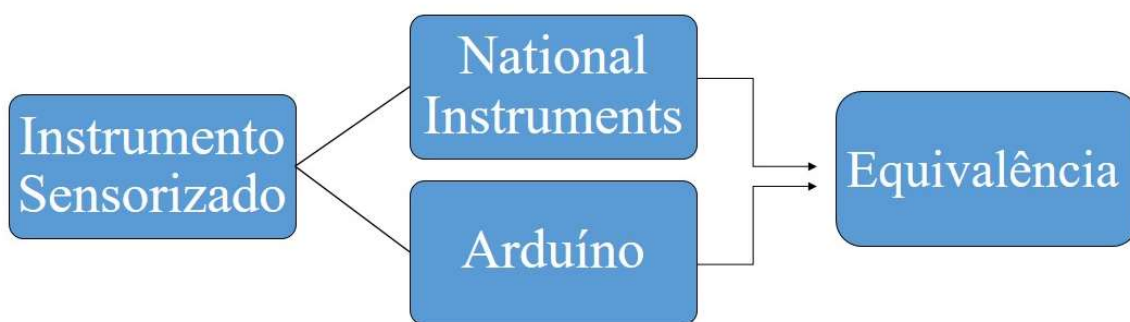 Instrumento
Sensorizado
National
Instruments
Arduíno
Equivalência